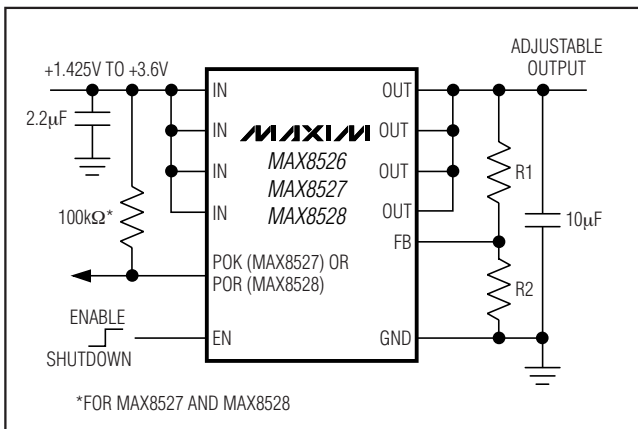 +1.425V TO +3.6V
2.2μF
100kΩ*
ENABLE
SHUTDOWN
IN
IN
IN
IN
POK (MAX8527) OR
POR (MAX8528)
EN
MAXIM
MAX8526
MAX8527
MAX8528
OUT
OUT
OUT
OUT
FB
GND
ADJUSTABLE
OUTPUT
R1
10μF
R2
*FOR MAX8527 AND MAX8528